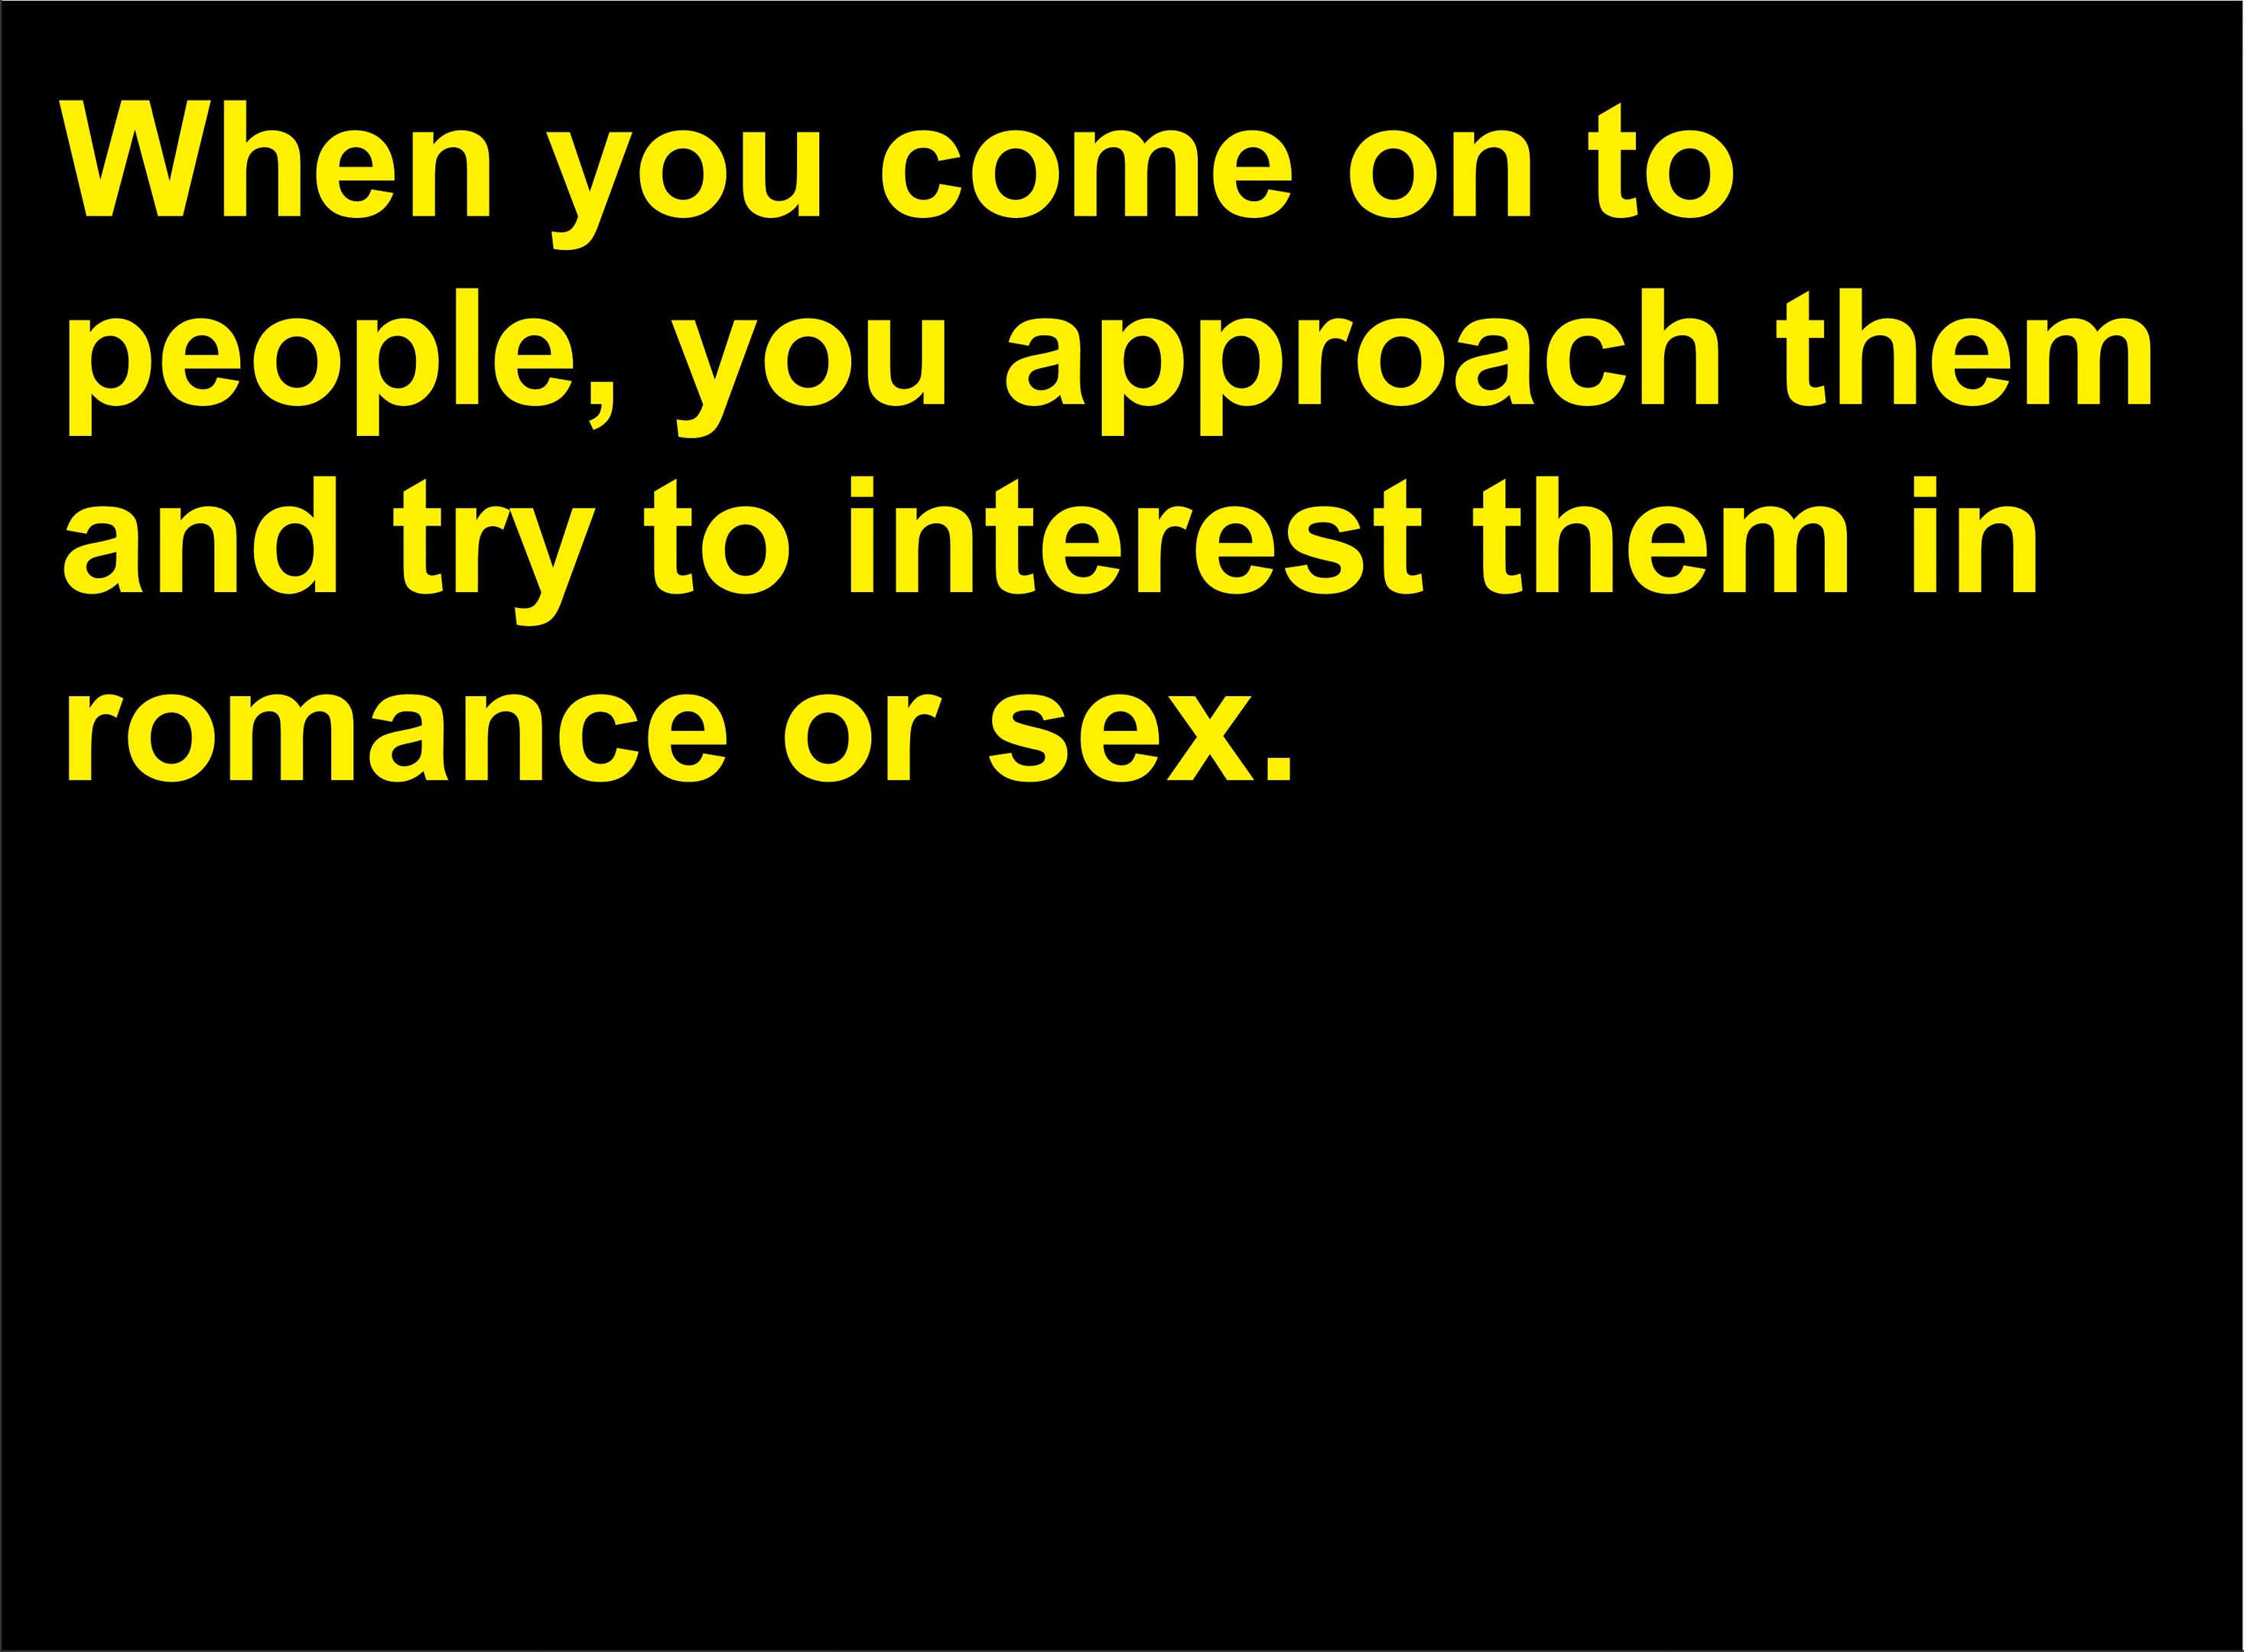 When you come on to
people, you approach them
and try to interest them in
romance or sex.